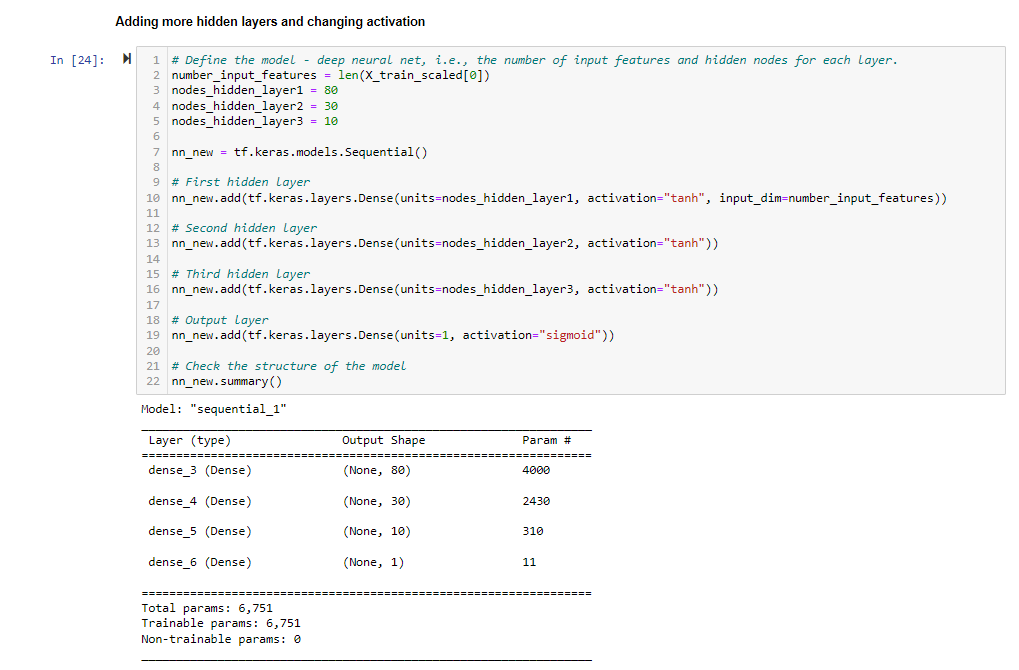 Adding more hidden layers and changing activation
In [24]:
1 # Define the model - deep neural net, i.e., the number of input features and hidden nodes for each layer.
2 number_input_features = len(X_train_scaled[0])
3 nodes_hidden_layer1 = 80
4 nodes_hidden_layer2 = 30
5 nodes_hidden_layer3 = 10
6
7 nn_new = tf.keras.models.Sequential()
8
9 # First hidden layer
10 nn_new.add(tf.keras.layers.Dense(units=nodes_hidden_layer1, activation="tanh", input_dim=number_input_features))
11
12 # Second hidden layer
13 nn_new.add(tf.keras.layers.Dense(units=nodes_hidden_layer2, activation="tanh"))
14
15 # Third hidden layer
16 nn_new.add(tf.keras.layers.Dense(units=nodes_hidden_layer3, activation="tanh"))
17
18 # Output layer
19 nn_new.add(tf.keras.layers.Dense(units=1, activation="sigmoid"))
20
21 # Check the structure of the model
22 nn_new.summary()
Model: "sequential_1"
_________________________________________________________________
Layer (type) Output Shape Param #
=================================================================
dense_3 (Dense) (None, 80) 4000
dense_4 (Dense) (None, 30) 2430
dense_5 (Dense) (None, 10) 310
dense_6 (Dense) (None, 1) 11
=================================================================
Total params: 6,751
Trainable params: 6,751
Non-trainable params: 0
_________________________________________________________________